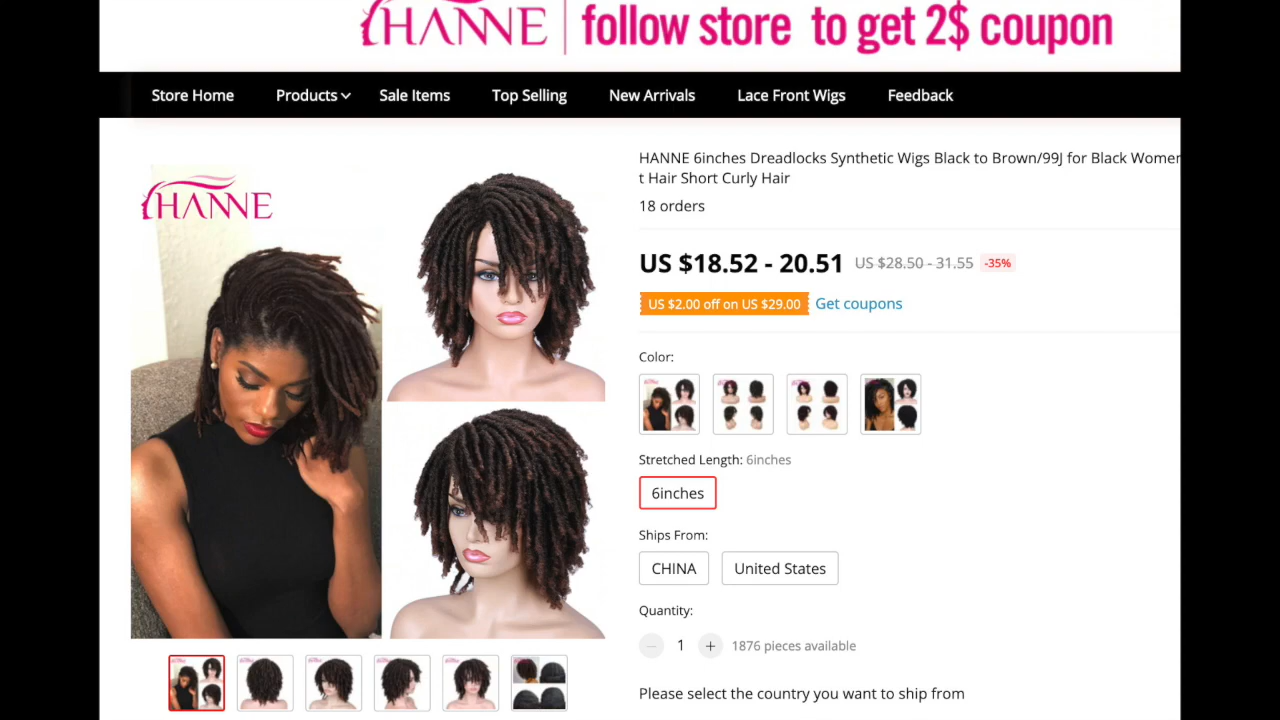 HANNE follow store to get 2$ coupon
Store Home Products Sale Items Top Selling New Arrivals Lace Front Wigs Feedback
HANNE
HANNE 6inches Dreadlocks Synthetic Wigs Black to Brown/99J for Black Women
t Hair Short Curly Hair
18 orders
US $18.52 - 20.51 US $28.50 - 31.55 -35%
US $2.00 off on US $29.00 Get coupons
Color:
Stretched Length: 6inches
6inches
Ships From:
CHINA United States
Quantity:
1 + 1876 pieces available
Please select the country you want to ship from